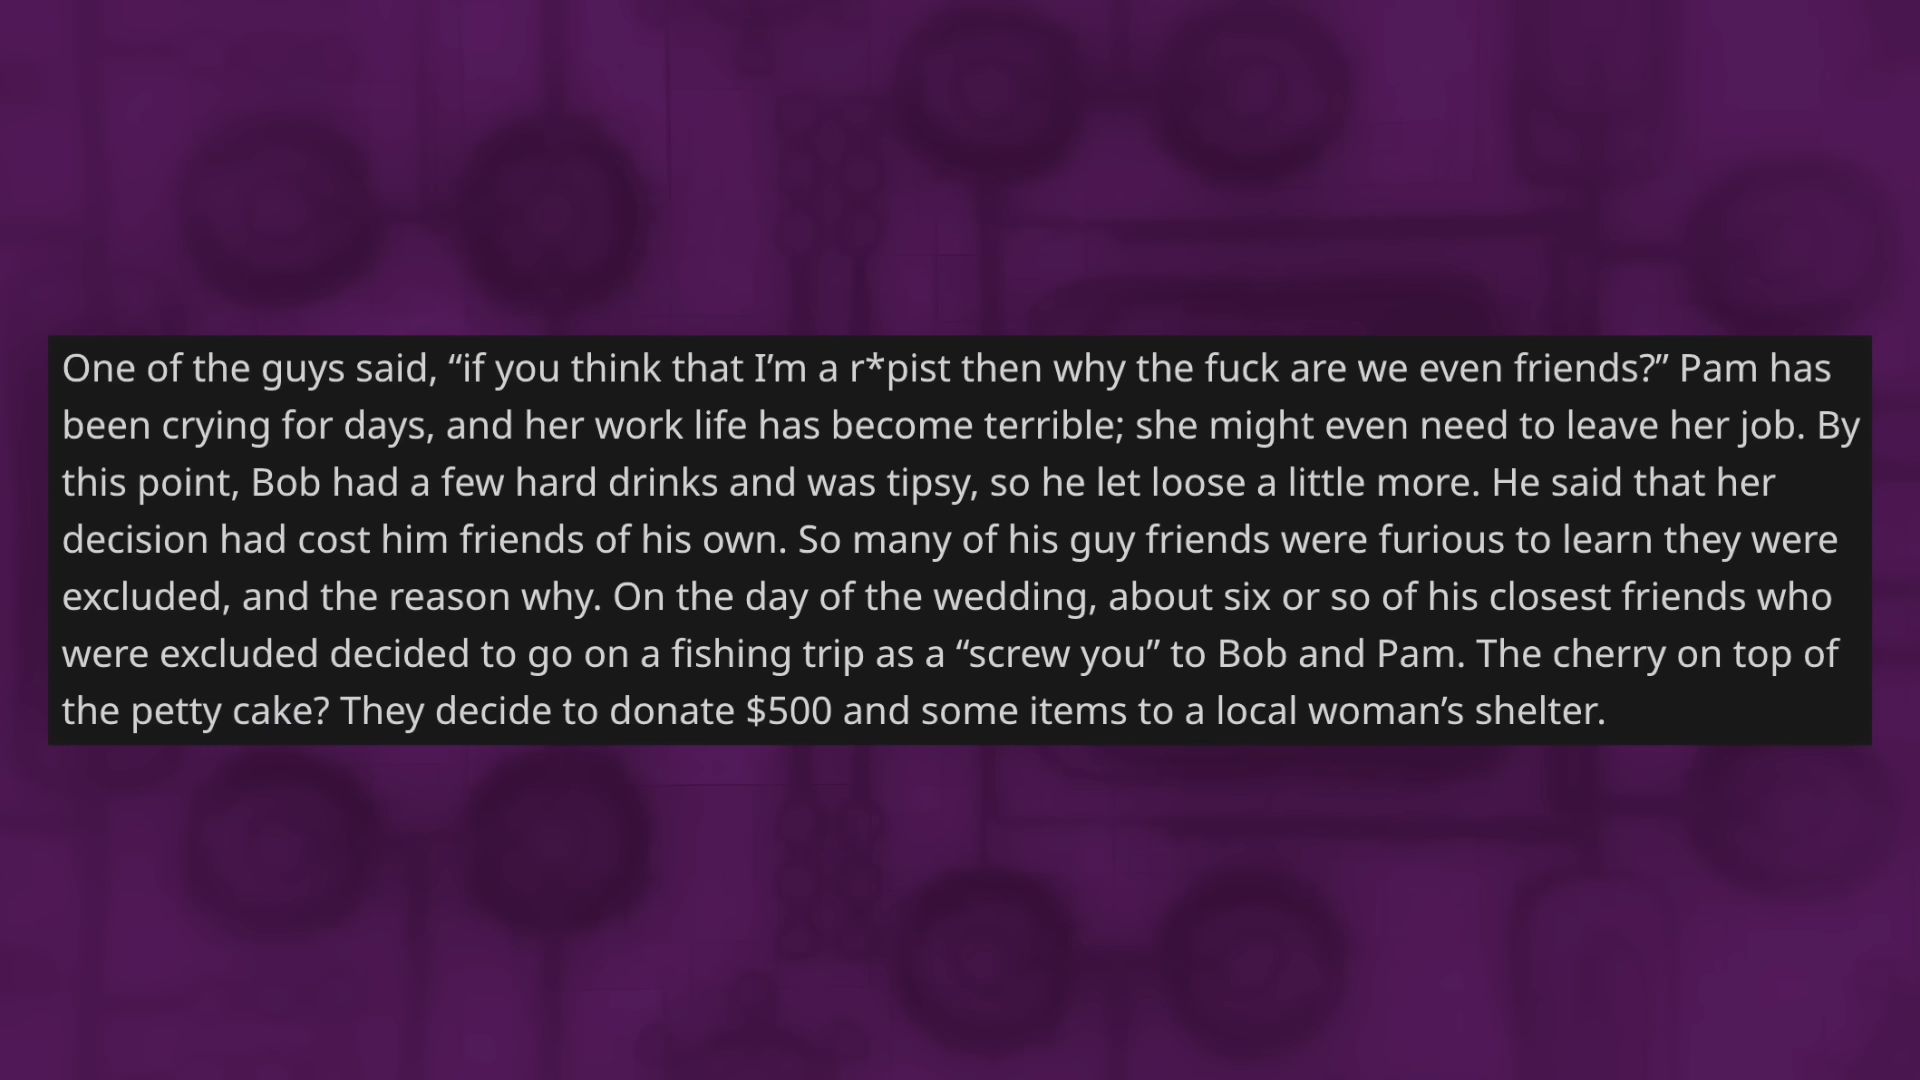 One of the guys said, “if you think that I’m a r*pist then why the fuck are we even friends?” Pam has
been crying for days, and her work life has become terrible; she might even need to leave her job. By
this point, Bob had a few hard drinks and was tipsy, so he let loose a little more. He said that her
decision had cost him friends of his own. So many of his guy friends were furious to learn they were
excluded, and the reason why. On the day of the wedding, about six or so of his closest friends who
were excluded decided to go on a fishing trip as a “screw you” to Bob and Pam. The cherry on top of
the petty cake? They decide to donate $500 and some items to a local woman’s shelter.